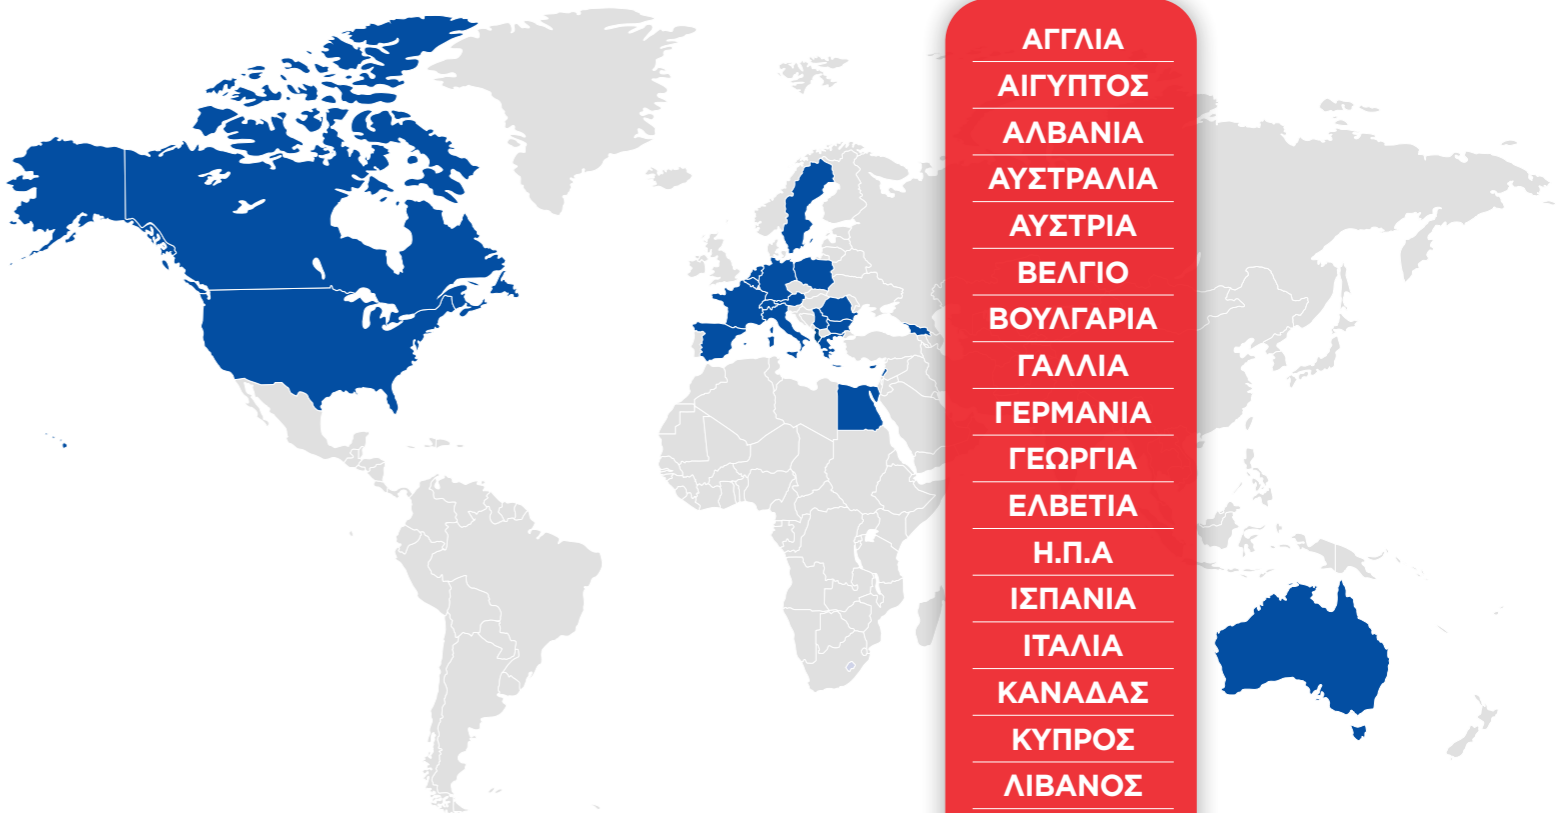 ΑΓΓΛΙΑ
ΑΙΓΥΠΤΟΣ
ΑΛΒΑΝΙΑ
ΑΥΣΤΡΑΛΙΑ
ΑΥΣΤΡΙΑ
ΒΕΛΓΙΟ
ΒΟΥΛΓΑΡΙΑ
ΓΑΛΛΙΑ
ΓΕΡΜΑΝΙΑ
ΓΕΩΡΓΙΑ
ΕΛΒΕΤΙΑ
Η.Π.Α
ΙΣΠΑΝΙΑ
ΙΤΑΛΙΑ
ΚΑΝΑΔΑΣ
ΚΥΠΡΟΣ
ΛΙΒΑΝΟΣ